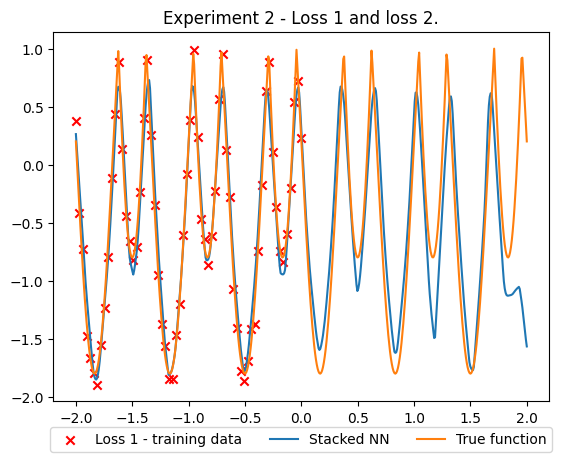 Experiment 2 - Loss 1 and loss 2.
1.0
0.5
0.0
−0.5
−1.0
−1.5
−2.0
−2.0 −1.5 −1.0 −0.5 0.0 0.5 1.0 1.5 2.0
Loss 1 - training data Stacked NN True function